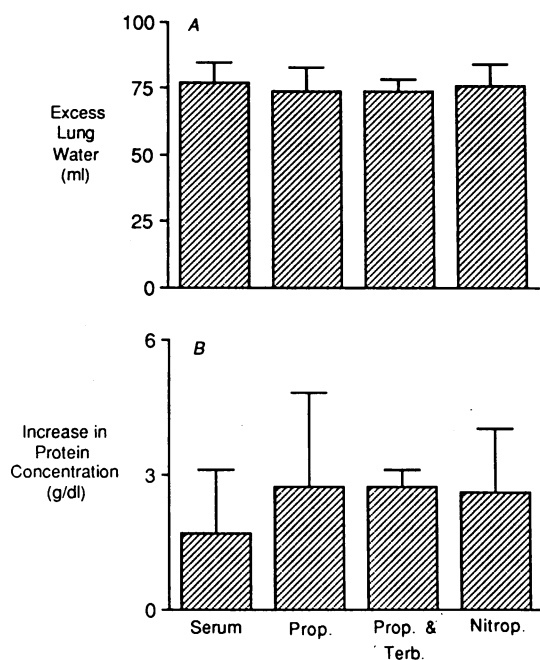 A
100
75
50
25
0
Excess
Lung
Water
(ml)
B
6
3
0
Increase in
Protein
Concentration
(g/dl)
Serum
Prop.
Prop. &
Terb.
Nitrop.